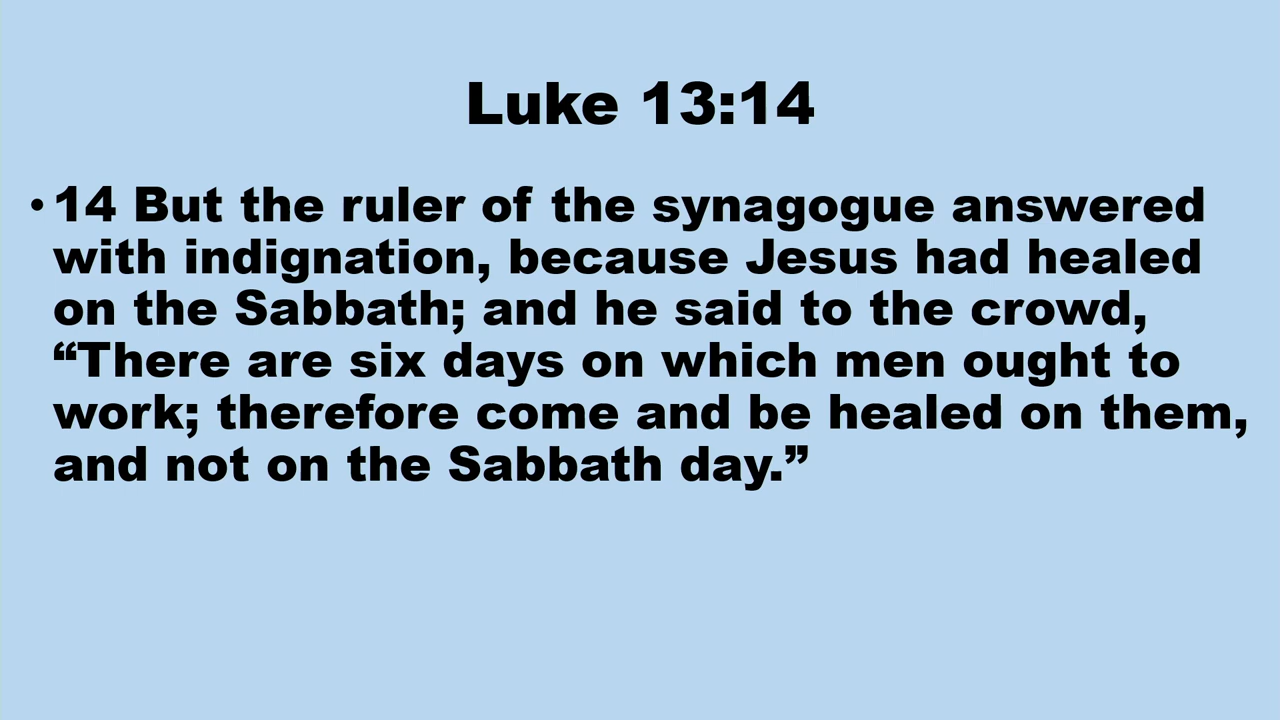 Luke 13:14
• 14 But the ruler of the synagogue answered
with indignation, because Jesus had healed
on the Sabbath; and he said to the crowd,
“There are six days on which men ought to
work; therefore come and be healed on them,
and not on the Sabbath day.”